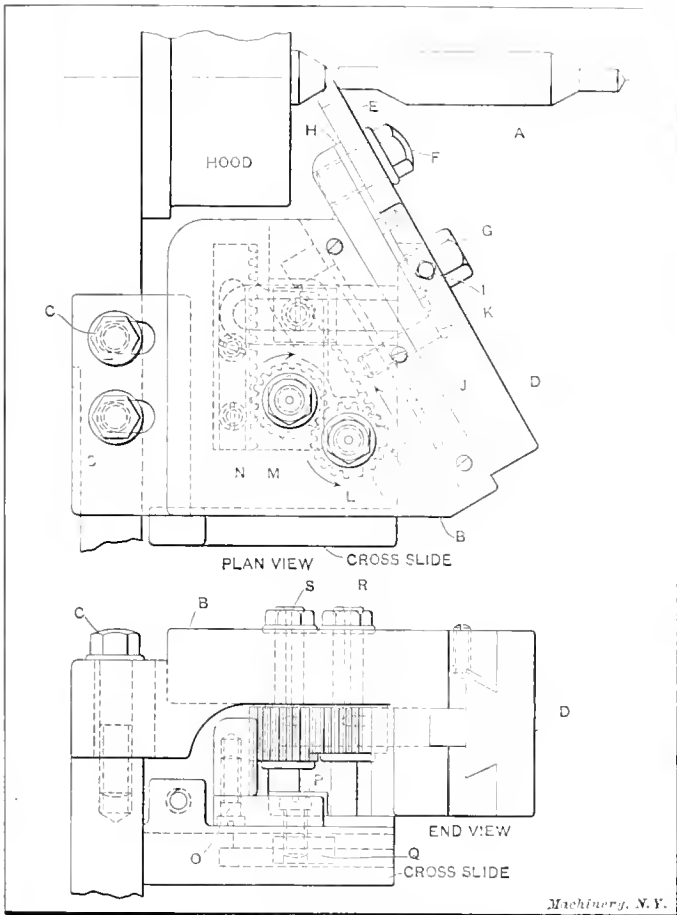 E
H
A
F
HOOD
G
C
I
K
J
D
S
N M
L
B
PLAN VIEW
CROSS SLIDE
C
B
S
R
D
P
END VIEW
O
Q
CROSS SLIDE
Machinery, N.Y.